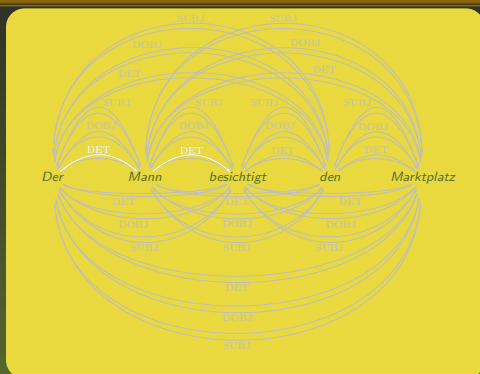 SUBJ SUBJ
DOBJ DOBJ
DET DET
SUBJ SUBJ SUBJ SUBJ
DOBJ DOBJ DOBJ DOBJ
DET DET DET DET
Der Mann besichtigt den Marktplatz
DET DET DET
DOBJ DOBJ DOBJ
SUBJ SUBJ SUBJ
DET
DOBJ
SUBJ